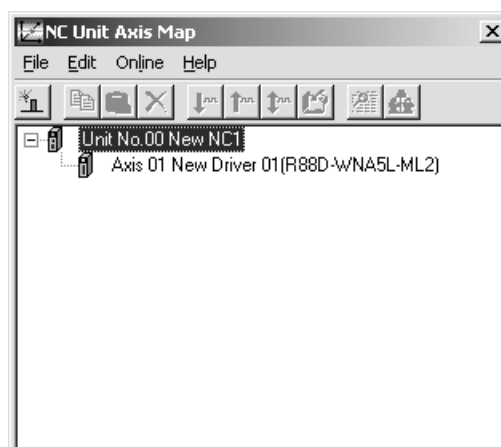 NC Unit Axis Map
File Edit Online Help
Unit No.00 New NC1
Axis 01 New Driver 01(R88D-WNA5L-ML2)